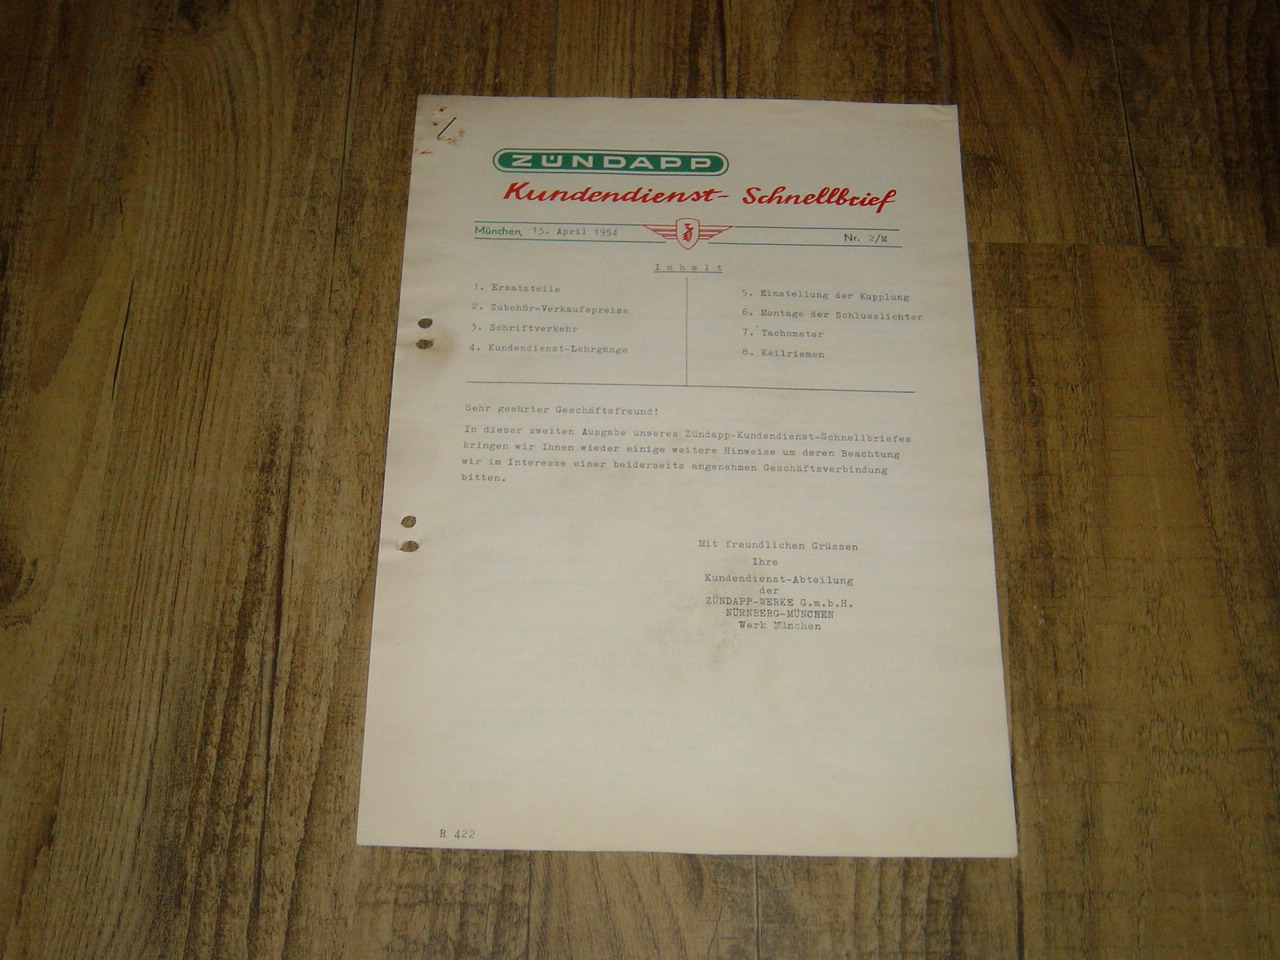 ZÜNDAPP
Kundendienst- Schnellbrief
München, 15. April 1954
Nr. 2/M
Inhalt
1. Ersatzteile
2. Zubehör-Verkaufspreise
3. Schriftverkehr
4. Kundendienst-Lehrgänge
5. Einstellung der Kupplung
6. Montage der Schlusslichter
7. Tachometer
8. Keilriemen
Sehr geehrter Geschäftsfreund!
In dieser zweiten Ausgabe unseres Zündapp-Kundendienst-Schnellbriefes
bringen wir Ihnen wieder einige weitere Hinweise um deren Beachtung
wir im Interesse einer beiderseits angenehmen Geschäftsverbindung
bitten.
Mit freundlichen Grüssen
Ihre
Kundendienst-Abteilung
der
ZÜNDAPP-WERKE G.m.b.H.
NÜRNBERG-MÜNCHEN
Werk München
R 422